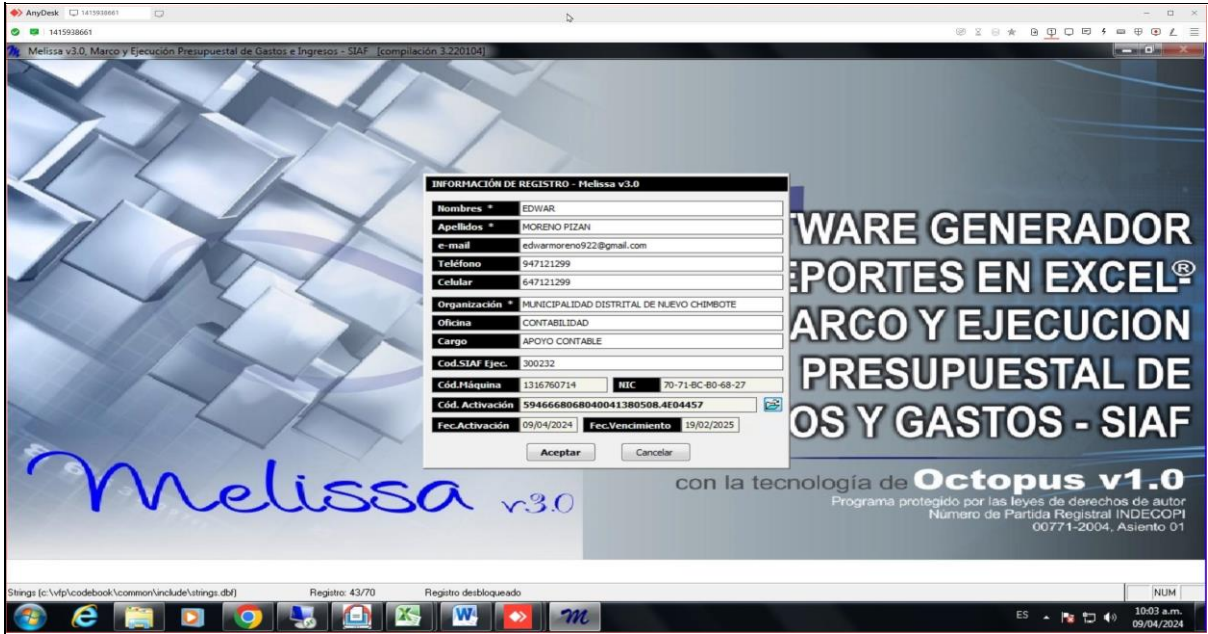 AnyDesk 1415938661
1415938661
Melissa v3.0, Marco y Ejecución Presupuestal de Gastos e Ingresos - SIAF [compilación 3.220104]
INFORMACIÓN DE REGISTRO - Melissa v3.0
Nombres * EDWAR
Apellidos * MORENO PIZAN
e-mail edwarmoreno922@gmail.com
Teléfono 947121299
Celular 647121299
Organización * MUNICIPALIDAD DISTRITAL DE NUEVO CHIMBOTE
Oficina CONTABILIDAD
Cargo APOYO CONTABLE
Cod.SIAF Ejec. 300232
Cód.Máquina 1316760714 NIC 70-71-BC-B0-68-27
Cód. Activación 5946668068040041380508.4E04457
Fec.Activación 09/04/2024 Fec.Vencimiento 19/02/2025
Aceptar Cancelar
WARE GENERADOR
EPORTES EN EXCEL®
ARCO Y EJECUCION
PRESUPUESTAL DE
OS Y GASTOS - SIAF
Melissa v3.0
con la tecnología de Octopus v1.0
Programa protegido por las leyes de derechos de autor
Número de Partida Registral INDECOPI
00771-2004, Asiento 01
Strings (c:\vfp\codebook\common\include\strings.dbf) Registro: 43/70 Registro desbloqueado NUM
ES 10:03 a.m.
09/04/2024